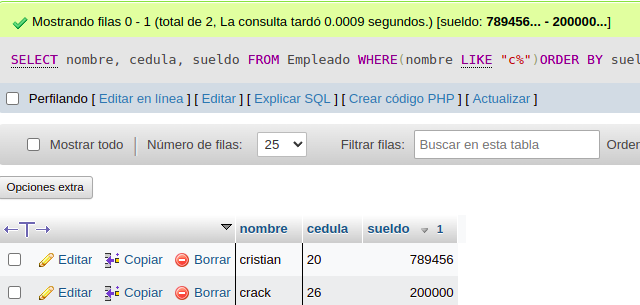 Mostrando filas 0 - 1 (total de 2, La consulta tardó 0.0009 segundos.) [sueldo: 789456... - 200000...]
SELECT nombre, cedula, sueldo FROM Empleado WHERE(nombre LIKE "c%")ORDER BY suel
Perfilando [ Editar en línea ] [ Editar ] [ Explicar SQL ] [ Crear código PHP ] [ Actualizar ]
Mostrar todo Número de filas: 25 Filtrar filas: Buscar en esta tabla Orden
Opciones extra
nombre cedula sueldo 1
Editar Copiar Borrar cristian 20 789456
Editar Copiar Borrar crack 26 200000